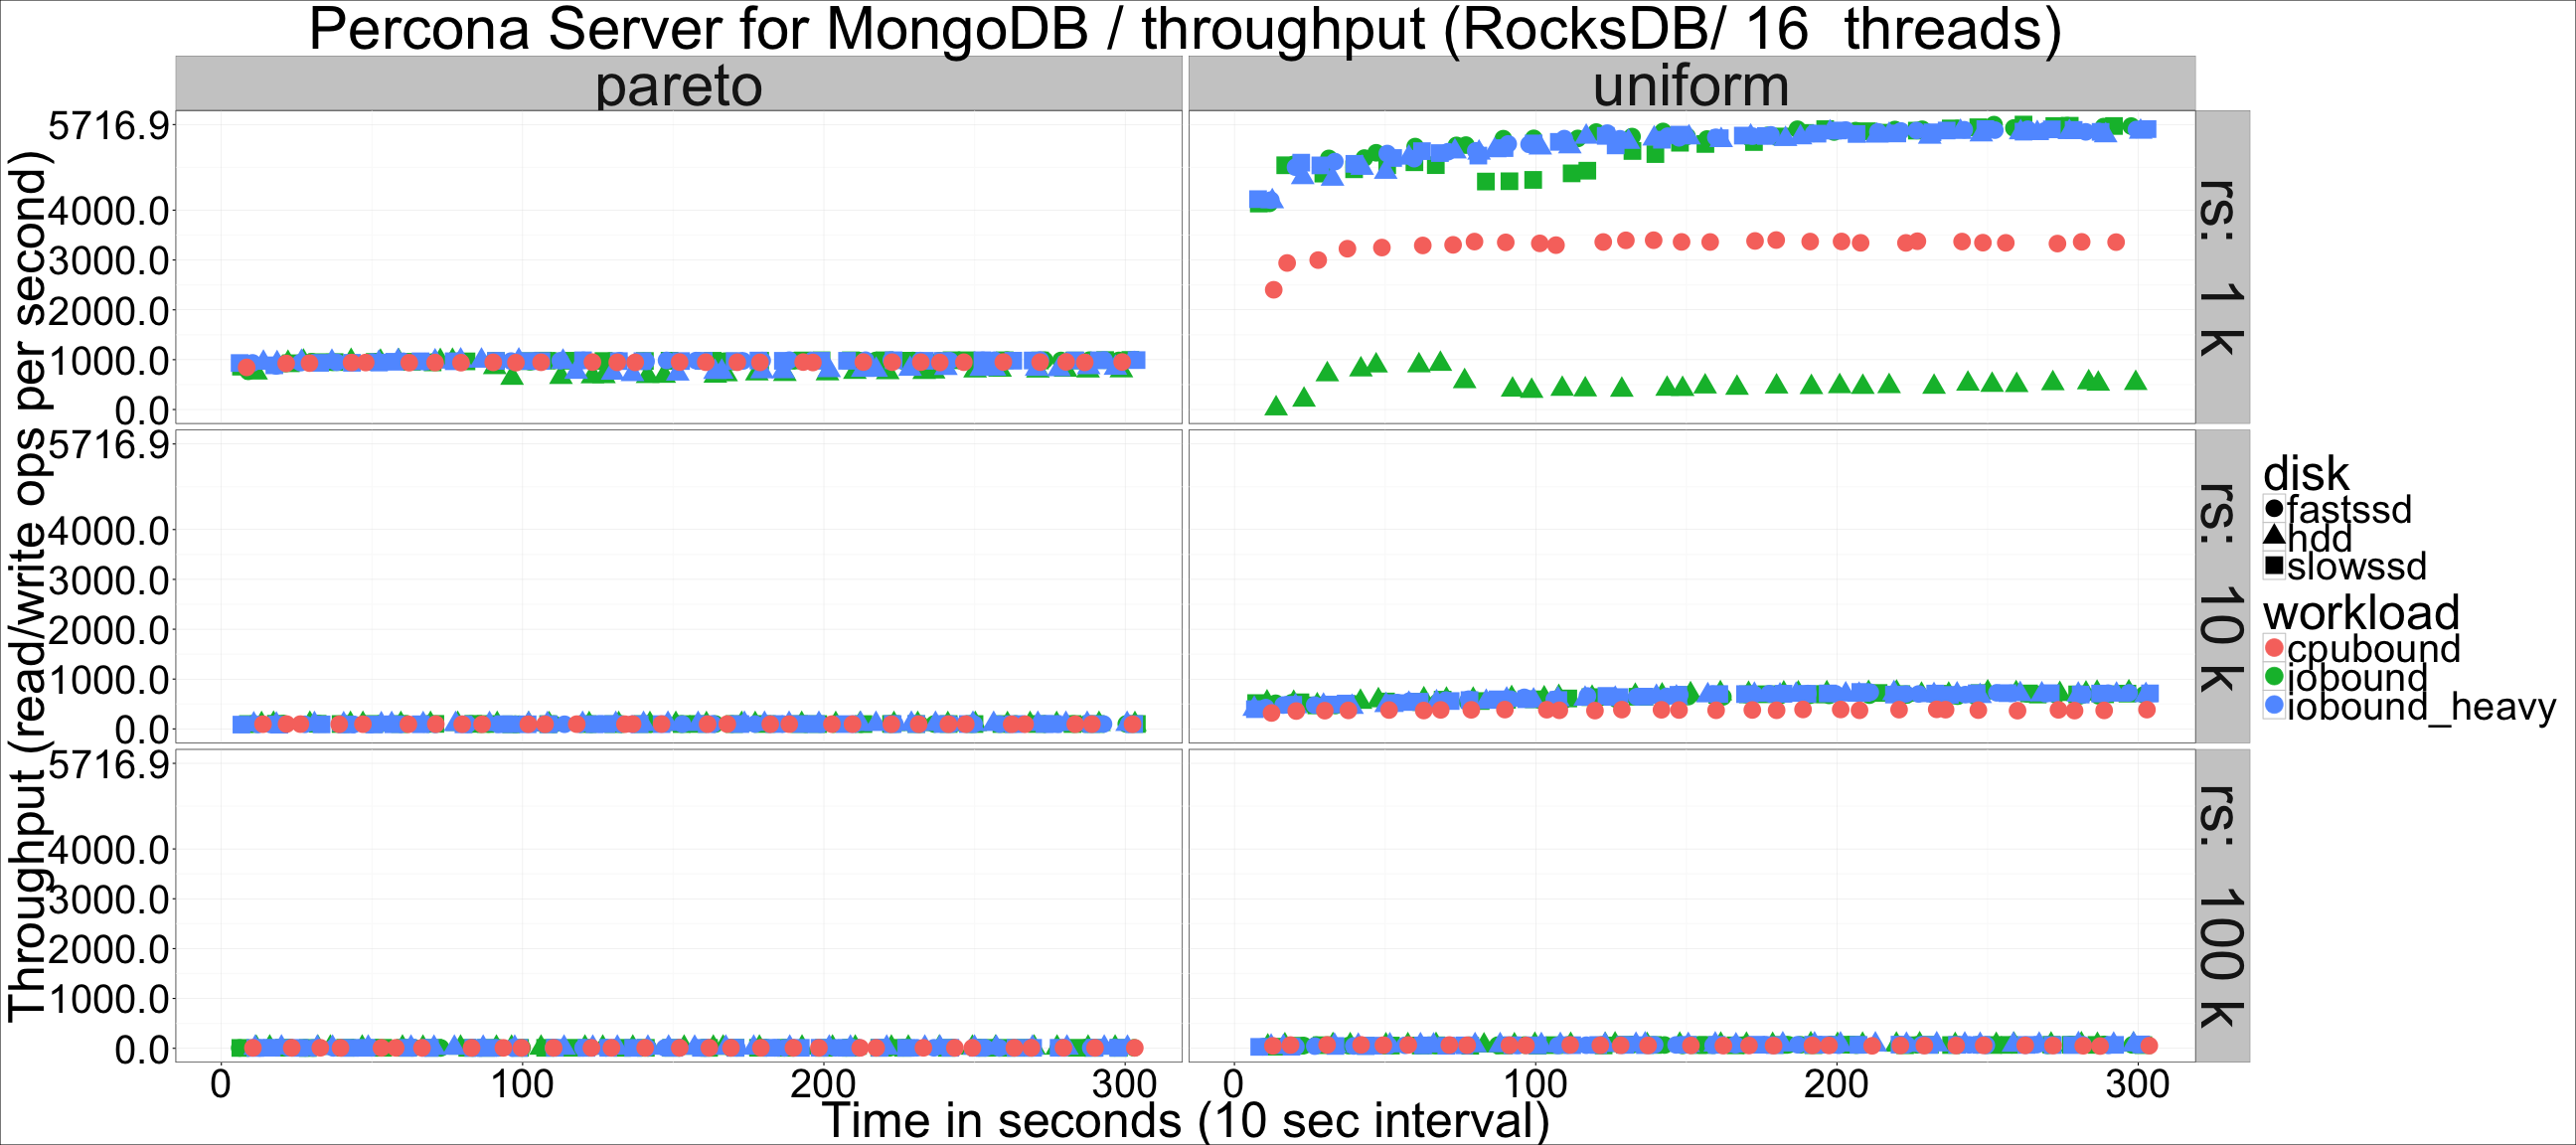 Percona Server for MongoDB / throughput (RocksDB/ 16  threads)
pareto
uniform
Throughput (read/write ops per second)
5716.9
4000.0
3000.0
2000.0
1000.0
0.0
rs:  1 k
5716.9
4000.0
3000.0
2000.0
1000.0
0.0
rs:  10 k
5716.9
4000.0
3000.0
2000.0
1000.0
0.0
rs:  100 k
0 100 200 300
0 100 200 300
Time in seconds (10 sec interval)
disk
fastssd
hdd
slowssd
workload
cpubound
iobound
iobound_heavy